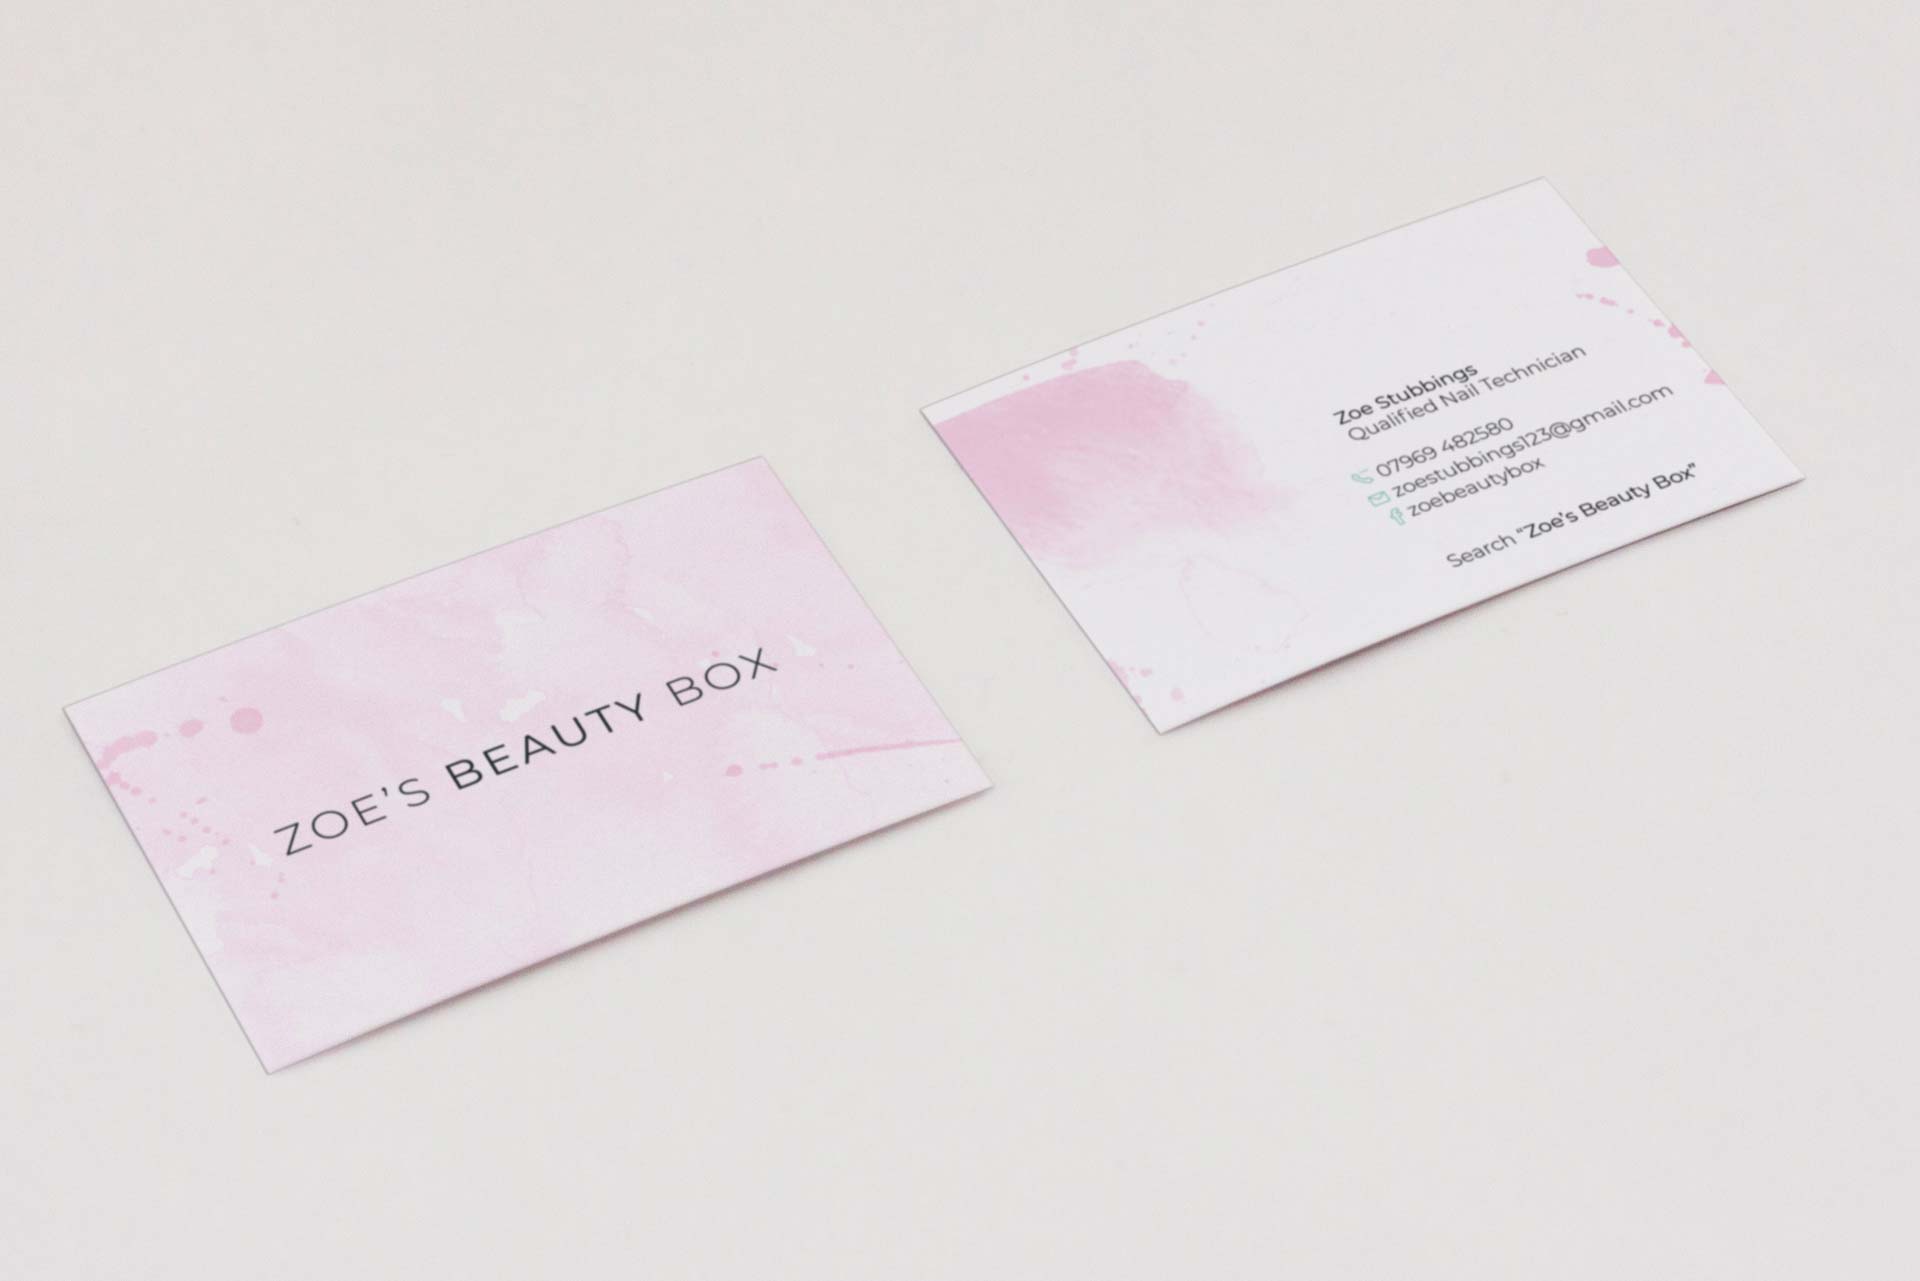 ZOE'S BEAUTY BOX
Zoe Stubbings
Qualified Nail Technician
07969 482580
zoestubbings123@gmail.com
zoebeautybox
Search “Zoe's Beauty Box”